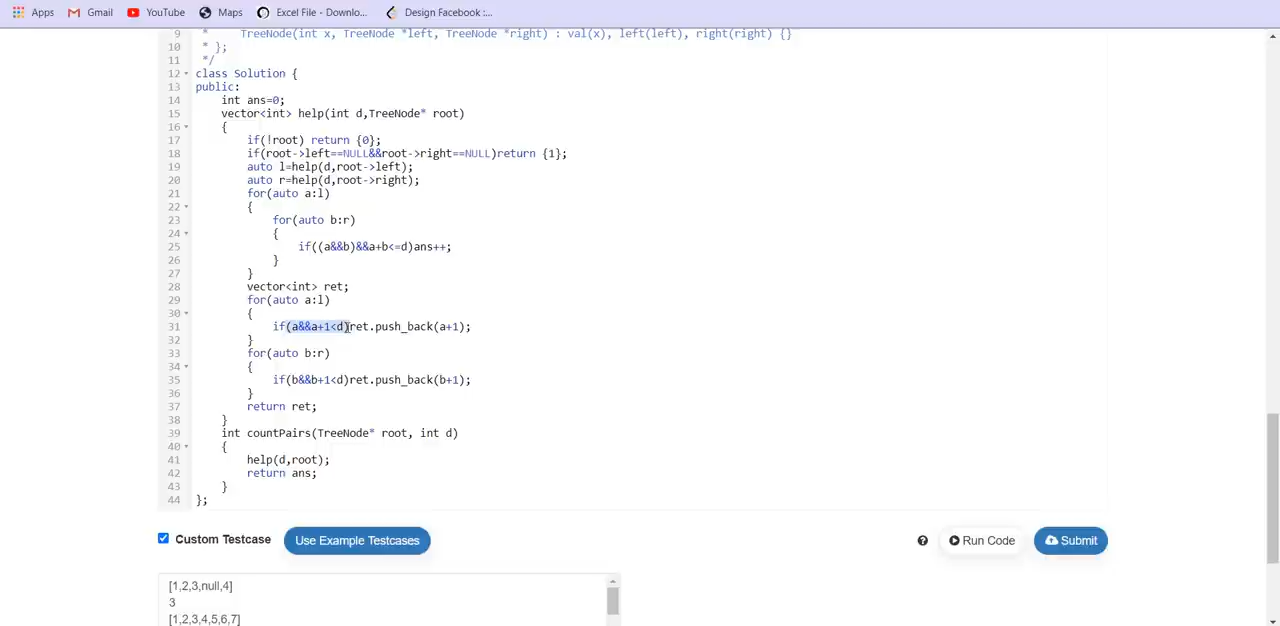 Apps Gmail YouTube Maps Excel File - Downlo... Design Facebook :...
9 * TreeNode(int x, TreeNode *left, TreeNode *right) : val(x), left(left), right(right) {}
10 * };
11 */
12 class Solution {
13 public:
14 int ans=0;
15 vector<int> help(int d,TreeNode* root)
16 {
17 if(!root) return {0};
18 if(root->left==NULL&&root->right==NULL)return {1};
19 auto l=help(d,root->left);
20 auto r=help(d,root->right);
21 for(auto a:l)
22 {
23 for(auto b:r)
24 {
25 if((a&&b)&&a+b<=d)ans++;
26 }
27 }
28 vector<int> ret;
29 for(auto a:l)
30 {
31 if(a&&a+1<d)ret.push_back(a+1);
32 }
33 for(auto b:r)
34 {
35 if(b&&b+1<d)ret.push_back(b+1);
36 }
37 return ret;
38 }
39 int countPairs(TreeNode* root, int d)
40 {
41 help(d,root);
42 return ans;
43 }
44 };
Custom Testcase Use Example Testcases Run Code Submit
[1,2,3,null,4]
3
[1,2,3,4,5,6,7]